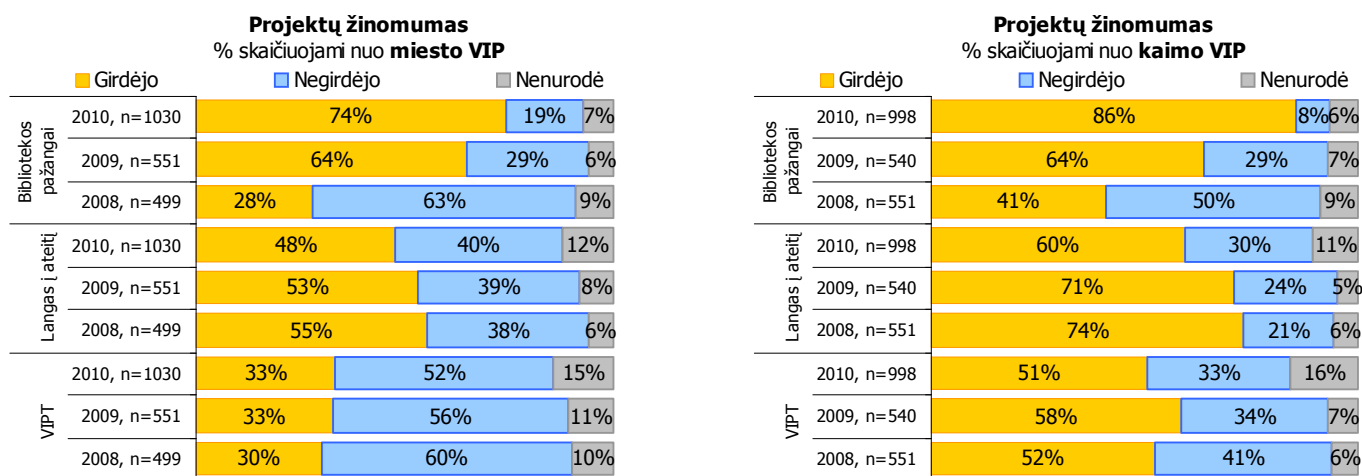 Projektų žinomumas
% skaičiuojami nuo miesto VIP
Girdėjo Negirdėjo Nenurodė
Bibliotekos pažangai
2010, n=1030 74% 19% 7%
2009, n=551 64% 29% 6%
2008, n=499 28% 63% 9%
Langas į ateitį
2010, n=1030 48% 40% 12%
2009, n=551 53% 39% 8%
2008, n=499 55% 38% 6%
VIPT
2010, n=1030 33% 52% 15%
2009, n=551 33% 56% 11%
2008, n=499 30% 60% 10%
Projektų žinomumas
% skaičiuojami nuo kaimo VIP
Girdėjo Negirdėjo Nenurodė
Bibliotekos pažangai
2010, n=998 86% 8% 6%
2009, n=540 64% 29% 7%
2008, n=551 41% 50% 9%
Langas į ateitį
2010, n=998 60% 30% 11%
2009, n=540 71% 24% 5%
2008, n=551 74% 21% 6%
VIPT
2010, n=998 51% 33% 16%
2009, n=540 58% 34% 7%
2008, n=551 52% 41% 6%